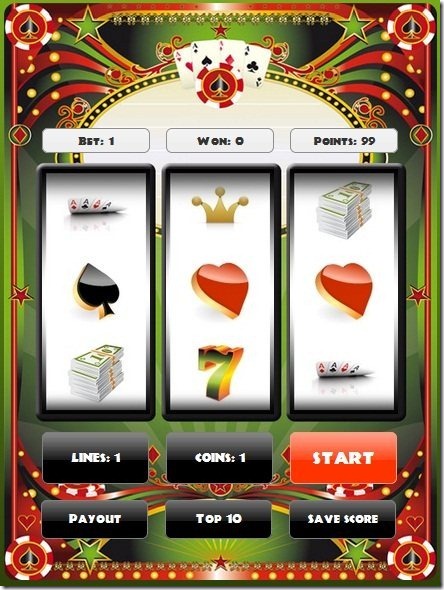 BET: 1
WON: 0
POINTS: 99
LINES: 1
COINS: 1
START
PAYOUT
TOP 10
SAVE SCORE